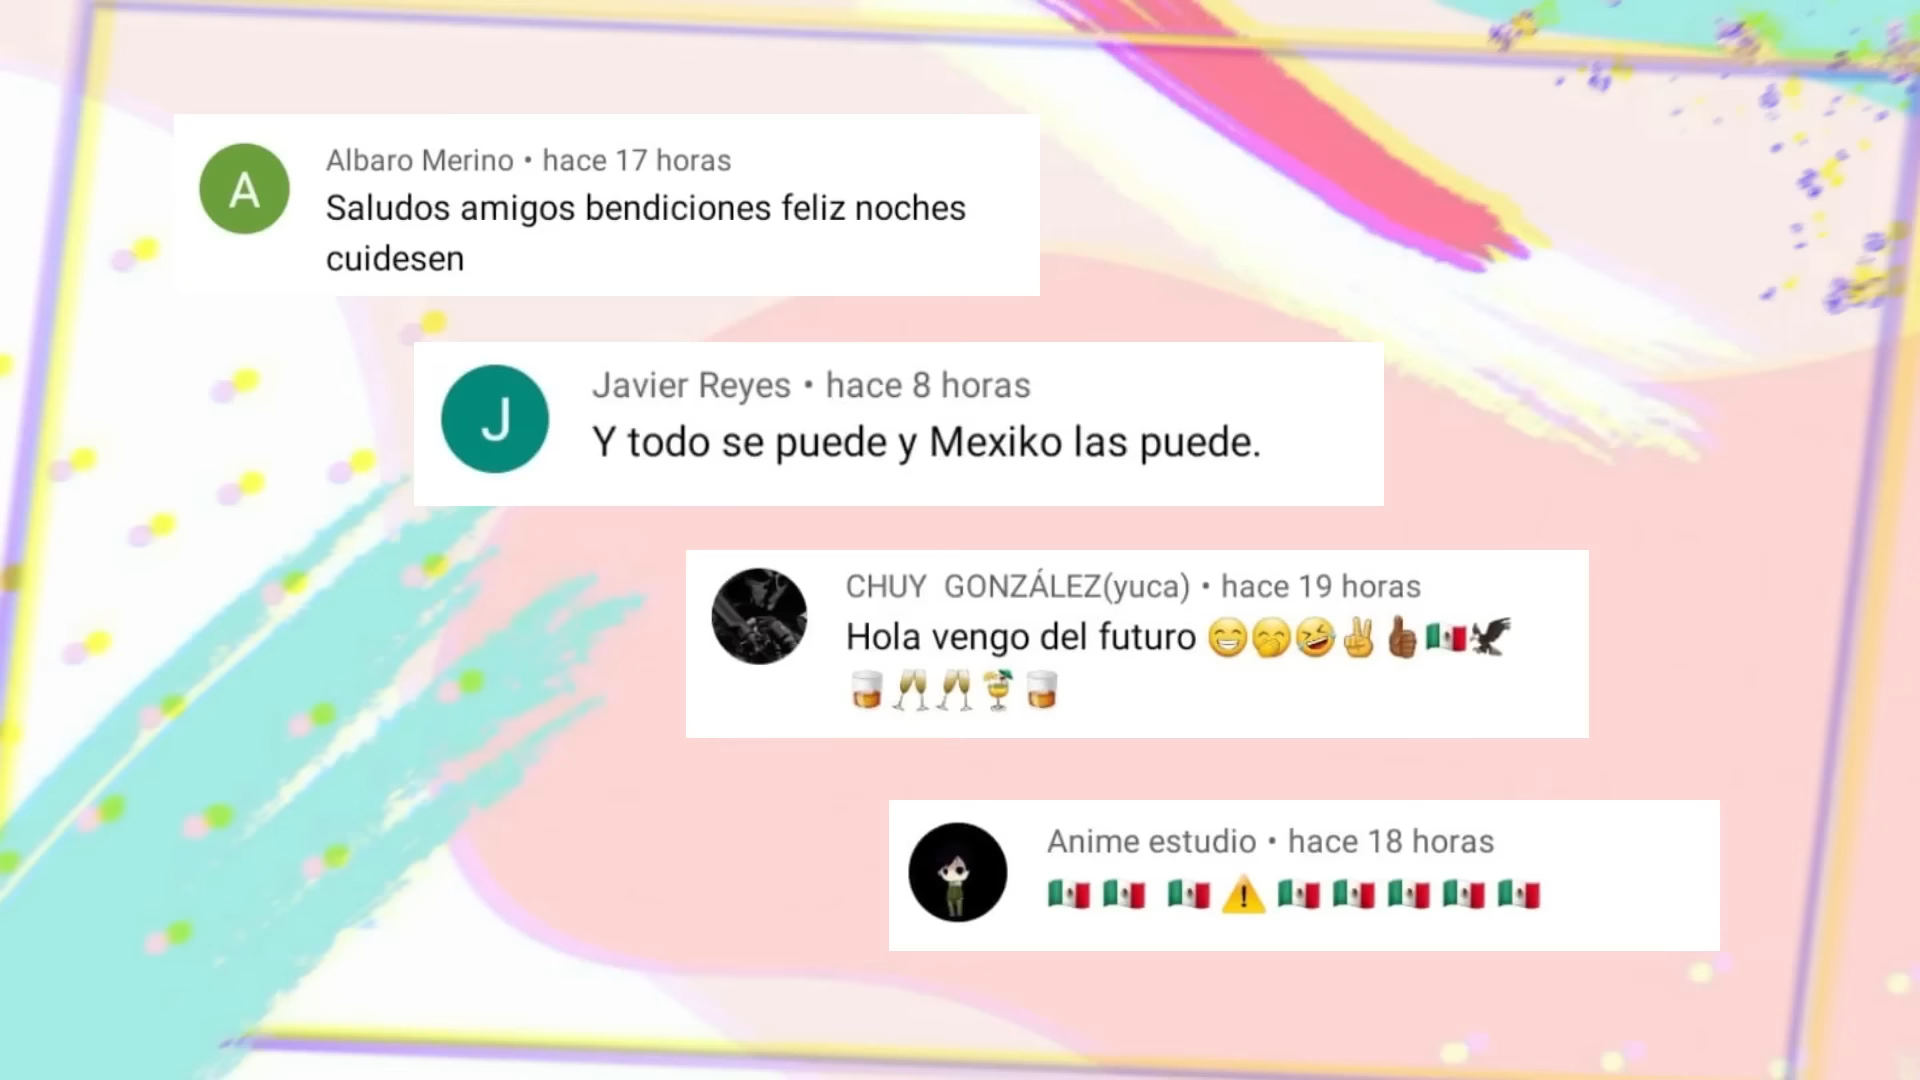 A
Albaro Merino • hace 17 horas
Saludos amigos bendiciones feliz noches
cuidesen
J
Javier Reyes • hace 8 horas
Y todo se puede y Mexiko las puede.
CHUY GONZÁLEZ(yuca) • hace 19 horas
Hola vengo del futuro 😁🤭🤣✌️👍🏾🇲🇽🦅
🥃🥂🥂🍹🥃
Anime estudio • hace 18 horas
🇲🇽🇲🇽 🇲🇽⚠️🇲🇽🇲🇽🇲🇽🇲🇽🇲🇽